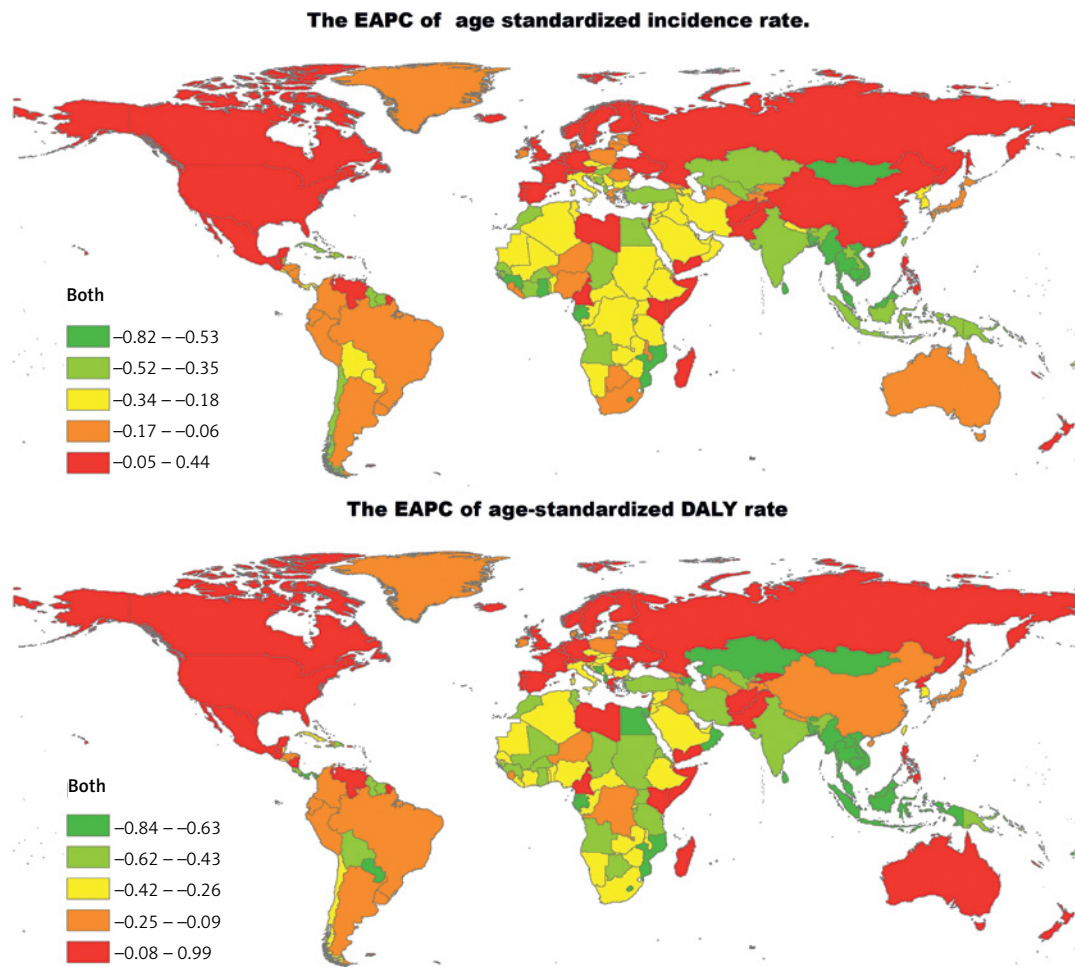 The EAPC of age standardized incidence rate.
Both
–0.82 – –0.53
–0.52 – –0.35
–0.34 – –0.18
–0.17 – –0.06
–0.05 – 0.44
The EAPC of age-standardized DALY rate
Both
–0.84 – –0.63
–0.62 – –0.43
–0.42 – –0.26
–0.25 – –0.09
–0.08 – 0.99